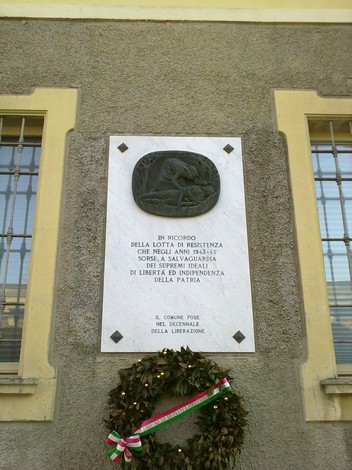 IN RICORDO
DELLA LOTTA DI RESISTENZA
CHE NEGLI ANNI 1943-45
SORSE, A SALVAGUARDIA
DEI SUPREMI IDEALI
DI LIBERTÁ ED INDIPENDENZA
DELLA PATRIA
IL COMUNE POSE
NEL DECENNALE
DELLA LIBERAZIONE